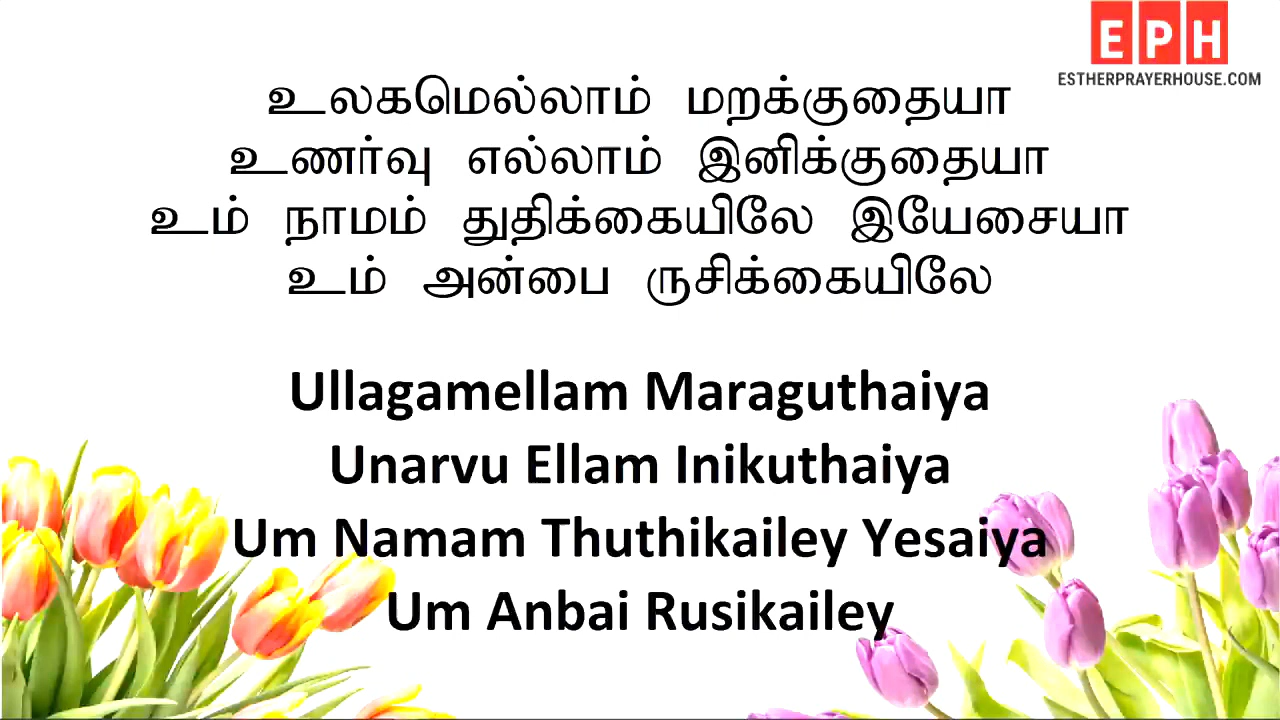 EPH
ESTHERPRAYERHOUSE.COM
உலகமெல்லாம் மறக்குதையா
உணர்வு எல்லாம் இனிக்குதையா
உம் நாமம் துதிக்கையிலே இயேசையா
உம் அன்பை ருசிக்கையிலே
Ullagamellam Maraguthaiya
Unarvu Ellam Inikuthaiya
Um Namam Thuthikailey Yesaiya
Um Anbai Rusikailey